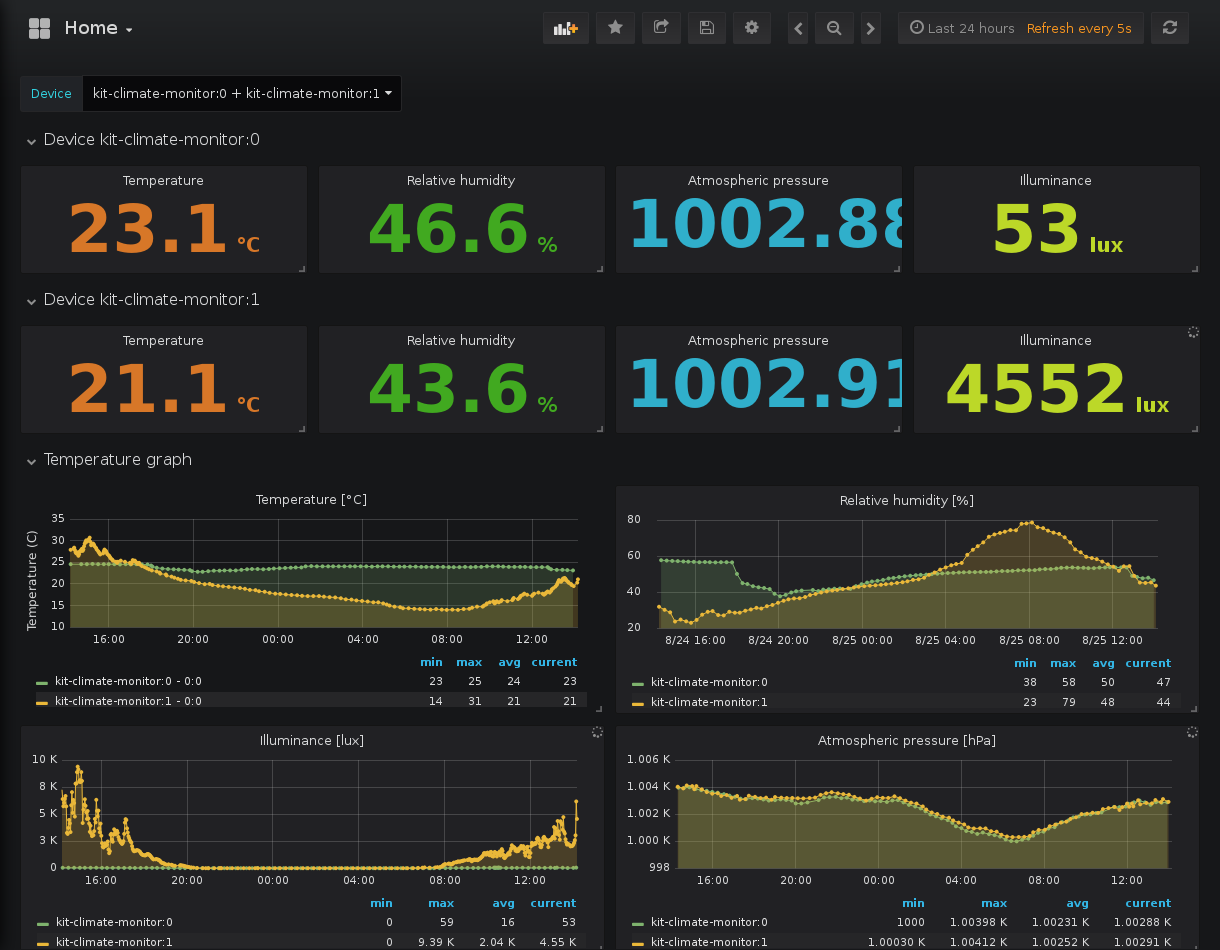 Home
Last 24 hours Refresh every 5s
Device kit-climate-monitor:0 + kit-climate-monitor:1
Device kit-climate-monitor:0
Temperature Relative humidity Atmospheric pressure Illuminance
23.1 °C 46.6 % 1002.88 53 lux
Device kit-climate-monitor:1
Temperature Relative humidity Atmospheric pressure Illuminance
21.1 °C 43.6 % 1002.91 4552 lux
Temperature graph
Temperature [°C]
Temperature (C)
35
30
25
20
15
10
16:00 20:00 00:00 04:00 08:00 12:00
min max avg current
kit-climate-monitor:0 - 0:0 23 25 24 23
kit-climate-monitor:1 - 0:0 14 31 21 21
Relative humidity [%]
80
60
40
20
8/24 16:00 8/24 20:00 8/25 00:00 8/25 04:00 8/25 08:00 8/25 12:00
min max avg current
kit-climate-monitor:0 38 58 50 47
kit-climate-monitor:1 23 79 48 44
Illuminance [lux]
10 K
8 K
5 K
3 K
0
16:00 20:00 00:00 04:00 08:00 12:00
min max avg current
kit-climate-monitor:0 0 59 16 53
kit-climate-monitor:1 0 9.39 K 2.04 K 4.55 K
Atmospheric pressure [hPa]
1.006 K
1.004 K
1.002 K
1.000 K
998
16:00 20:00 00:00 04:00 08:00 12:00
min max avg current
kit-climate-monitor:0 1000 1.00398 K 1.00231 K 1.00288 K
kit-climate-monitor:1 1.00030 K 1.00412 K 1.00252 K 1.00291 K